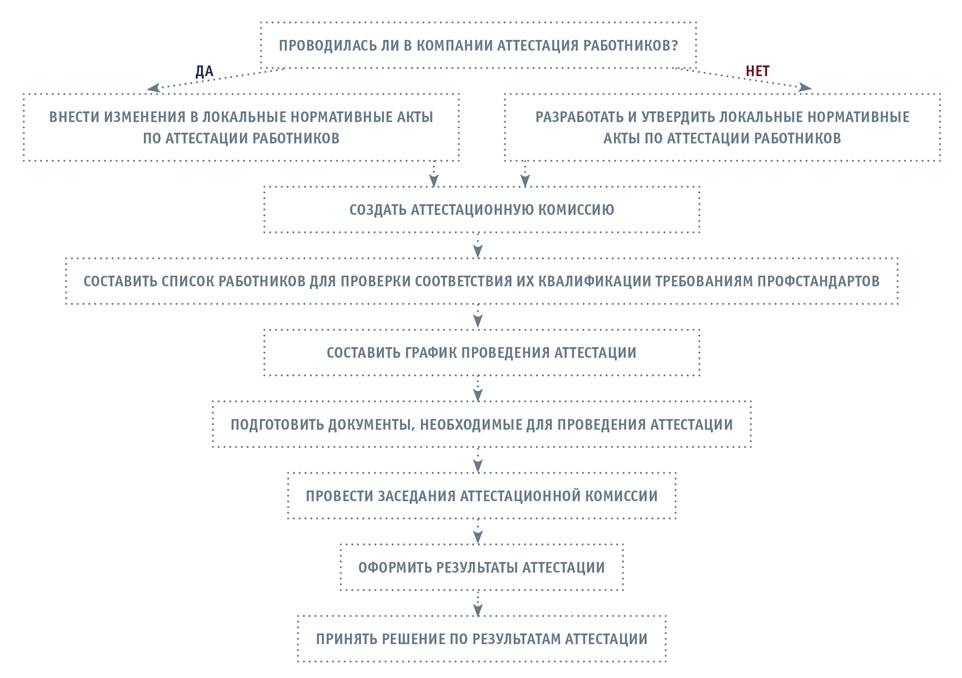 ПРОВОДИЛАСЬ ЛИ В КОМПАНИИ АТТЕСТАЦИЯ РАБОТНИКОВ?
ДА
НЕТ
ВНЕСТИ ИЗМЕНЕНИЯ В ЛОКАЛЬНЫЕ НОРМАТИВНЫЕ АКТЫ
ПО АТТЕСТАЦИИ РАБОТНИКОВ
РАЗРАБОТАТЬ И УТВЕРДИТЬ ЛОКАЛЬНЫЕ НОРМАТИВНЫЕ
АКТЫ ПО АТТЕСТАЦИИ РАБОТНИКОВ
СОЗДАТЬ АТТЕСТАЦИОННУЮ КОМИССИЮ
СОСТАВИТЬ СПИСОК РАБОТНИКОВ ДЛЯ ПРОВЕРКИ СООТВЕТСТВИЯ ИХ КВАЛИФИКАЦИИ ТРЕБОВАНИЯМ ПРОФСТАНДАРТОВ
СОСТАВИТЬ ГРАФИК ПРОВЕДЕНИЯ АТТЕСТАЦИИ
ПОДГОТОВИТЬ ДОКУМЕНТЫ, НЕОБХОДИМЫЕ ДЛЯ ПРОВЕДЕНИЯ АТТЕСТАЦИИ
ПРОВЕСТИ ЗАСЕДАНИЯ АТТЕСТАЦИОННОЙ КОМИССИИ
ОФОРМИТЬ РЕЗУЛЬТАТЫ АТТЕСТАЦИИ
ПРИНЯТЬ РЕШЕНИЕ ПО РЕЗУЛЬТАТАМ АТТЕСТАЦИИ